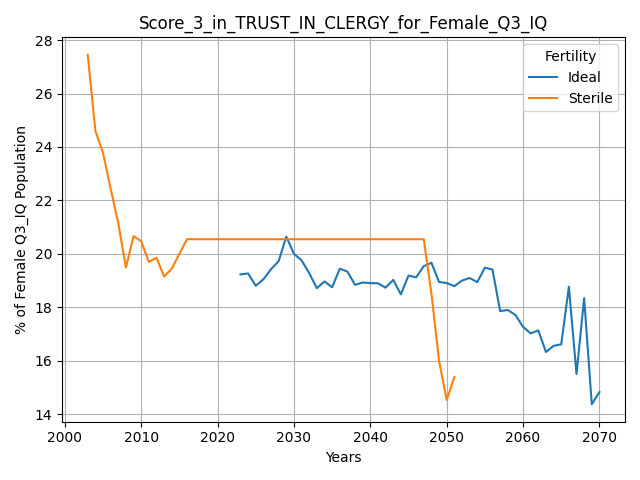 Score_3_in_TRUST_IN_CLERGY_for_Female_Q3_IQ
Fertility
Ideal
Sterile
% of Female Q3_IQ Population
28
26
24
22
20
18
16
14
2000 2010 2020 2030 2040 2050 2060 2070
Years